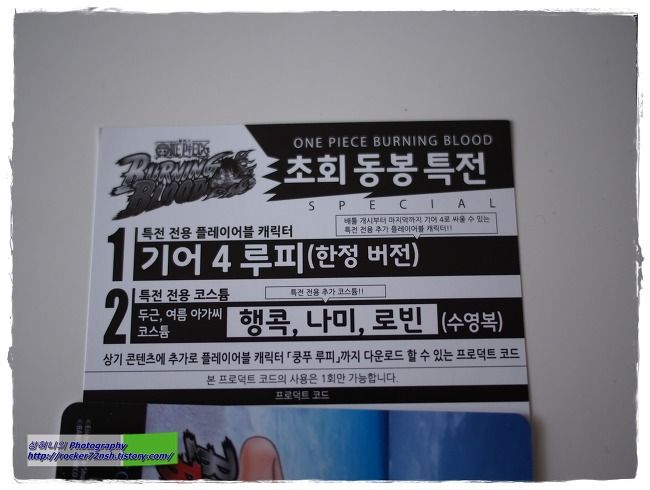 ONE PIECE BURNING BLOOD
ONE PIECE
BURNING
BLOOD
초회 동봉 특전
SPECIAL
배틀 개시부터 마지막까지 기어 4로 싸울 수 있는
특전 전용 추가 플레이어블 캐릭터!!
1 특전 전용 플레이어블 캐릭터
기어 4 루피(한정 버전)
2 특전 전용 코스튬
특전 전용 추가 코스튬!!
두근, 여름 아가씨
코스튬
행콕, 나미, 로빈 (수영복)
상기 콘텐츠에 추가로 플레이어블 캐릭터 「쿵푸 루피」까지 다운로드 할 수 있는 프로덕트 코드
본 프로덕트 코드의 사용은 1회만 가능합니다.
프로덕트 코드
상현니의 Photography
http://rocker72nsh.tistory.com/